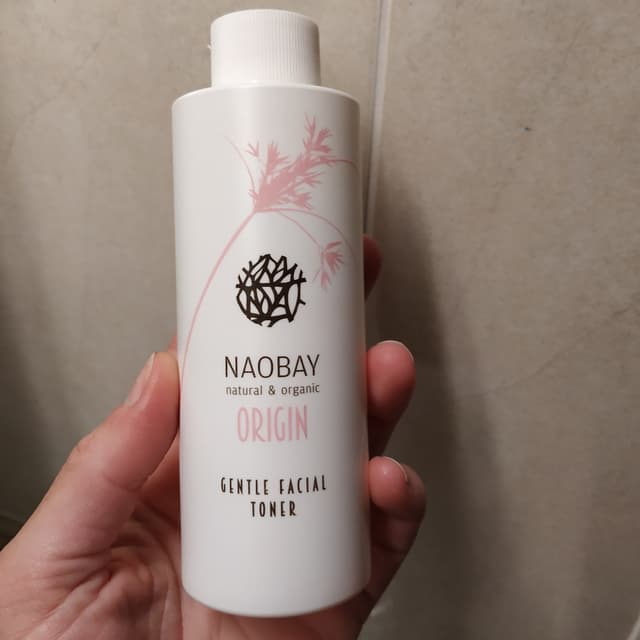 NAOBAY
natural & organic
ORIGIN
GENTLE FACIAL
TONER